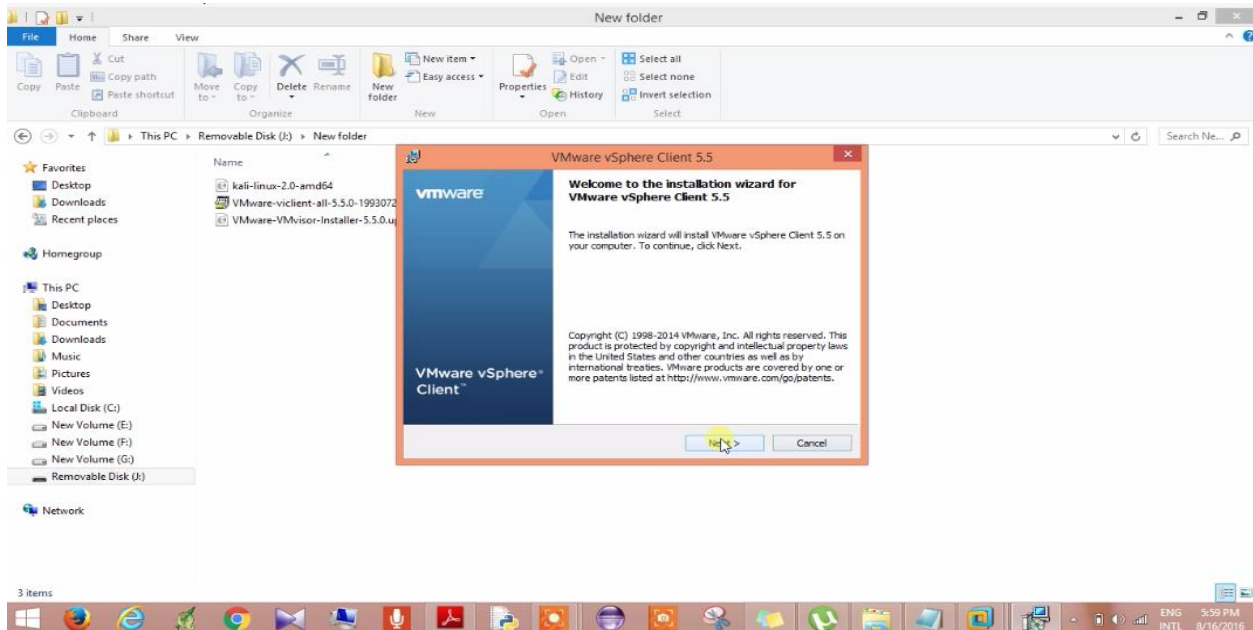 New folder
File Home Share View
Copy Paste Cut Copy path Paste shortcut
Move to Copy to Delete Rename New folder
New item Easy access
Properties Open Edit History
Select all Select none Invert selection
Clipboard Organize New Open Select
This PC Removable Disk (J:) New folder
Search Ne...
Favorites
Desktop
Downloads
Recent places
Homegroup
This PC
Desktop
Documents
Downloads
Music
Pictures
Videos
Local Disk (C:)
New Volume (E:)
New Volume (F:)
New Volume (G:)
Removable Disk (J:)
Network
Name
kali-linux-2.0-amd64
VMware-viclient-all-5.5.0-1993072
VMware-VMvisor-Installer-5.5.0.u
VMware vSphere Client 5.5
vmware
VMware vSphere®
Client™
Welcome to the installation wizard for
VMware vSphere Client 5.5
The installation wizard will install VMware vSphere Client 5.5 on
your computer. To continue, click Next.
Copyright (C) 1998-2014 VMware, Inc. All rights reserved. This
product is protected by copyright and intellectual property laws
in the United States and other countries as well as by
international treaties. VMware products are covered by one or
more patents listed at http://www.vmware.com/go/patents.
Next >
Cancel
3 items
ENG 5:59 PM
INTL 8/16/2016